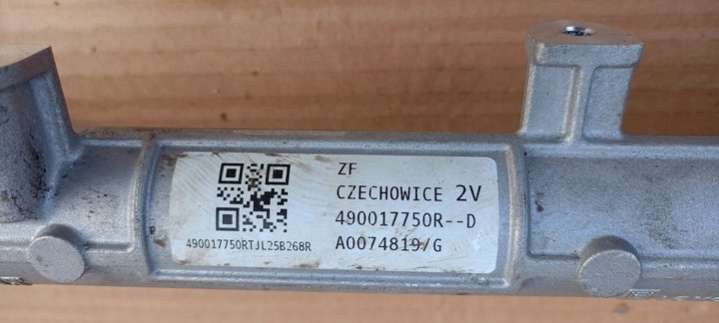 ZF
CZECHOWICE 2V
490017750R--D
A0074819/G
490017750RTJL25B268R